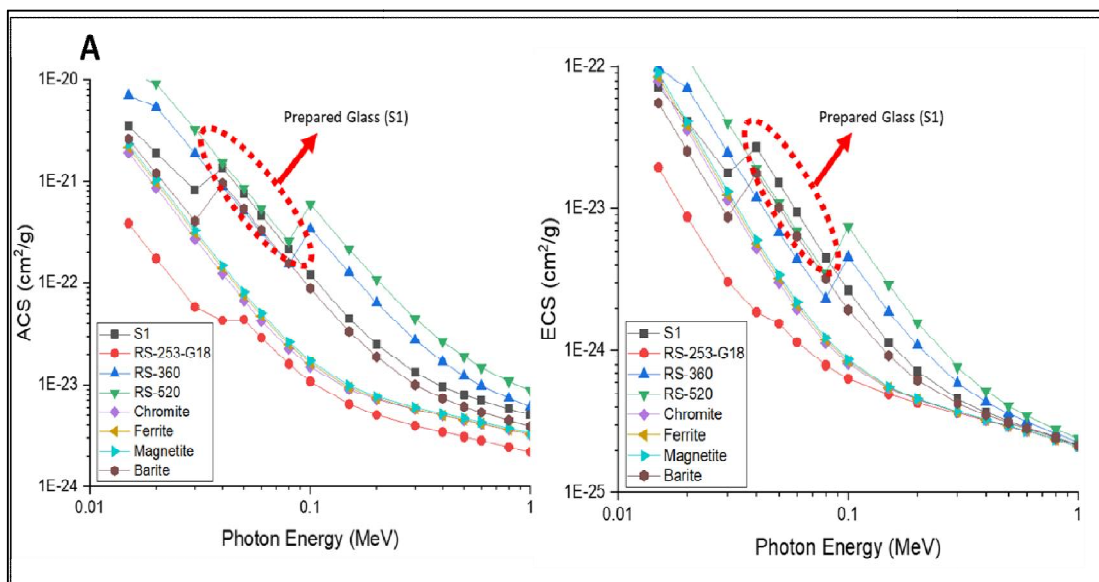 A
1E-20
1E-21
1E-22
1E-23
1E-24
ACS (cm²/g)
Prepared Glass (S1)
S1
RS-253-G18
RS-360
RS-520
Chromite
Ferrite
Magnetite
Barite
0.01
0.1
1
Photon Energy (MeV)
1E-22
1E-23
1E-24
1E-25
ECS (cm²/g)
Prepared Glass (S1)
S1
RS-253-G18
RS-360
RS-520
Chromite
Ferrite
Magnetite
Barite
0.01
0.1
1
Photon Energy (MeV)